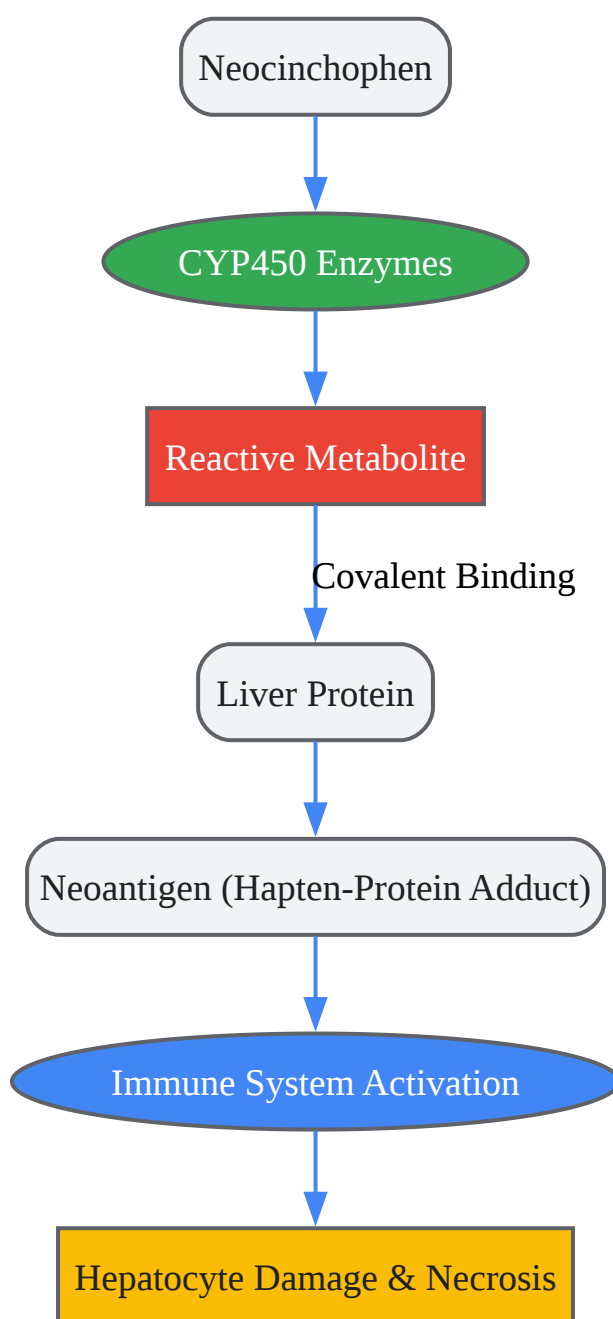 Neocinchophen
CYP450 Enzymes
Reactive Metabolite
Covalent Binding
Liver Protein
Neoantigen (Hapten-Protein Adduct)
Immune System Activation
Hepatocyte Damage & Necrosis